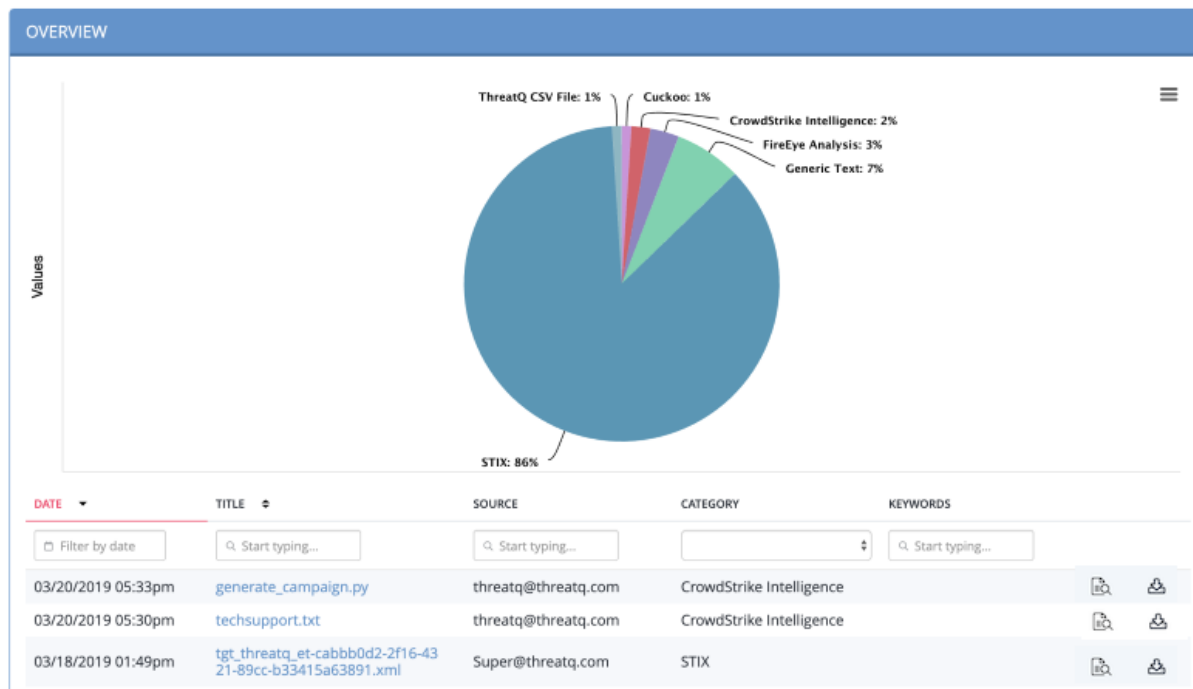 OVERVIEW
ThreatQ CSV File: 1%
Cuckoo: 1%
CrowdStrike Intelligence: 2%
FireEye Analysis: 3%
Generic Text: 7%
Values
STIX: 86%
DATE TITLE SOURCE CATEGORY KEYWORDS
Filter by date Start typing... Start typing... Start typing...
03/20/2019 05:33pm generate_campaign.py threatq@threatq.com CrowdStrike Intelligence
03/20/2019 05:30pm techsupport.txt threatq@threatq.com CrowdStrike Intelligence
03/18/2019 01:49pm tgt_threatq_et-cabbb0d2-2f16-43 Super@threatq.com STIX
21-89cc-b33415a63891.xml